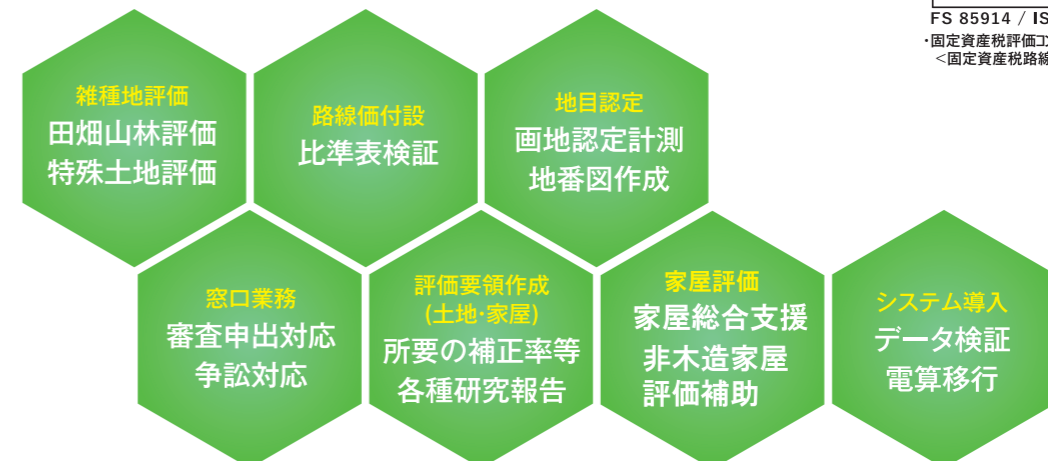 FS 85914 / IS
・固定資産税評価コン
<固定資産税路線
雑種地評価
田畑山林評価
特殊土地評価
路線価付設
比準表検証
地目認定
画地認定計測
地番図作成
窓口業務
審査申出対応
争訟対応
評価要領作成
(土地・家屋)
所要の補正率等
各種研究報告
家屋評価
家屋総合支援
非木造家屋
評価補助
システム導入
データ検証
電算移行